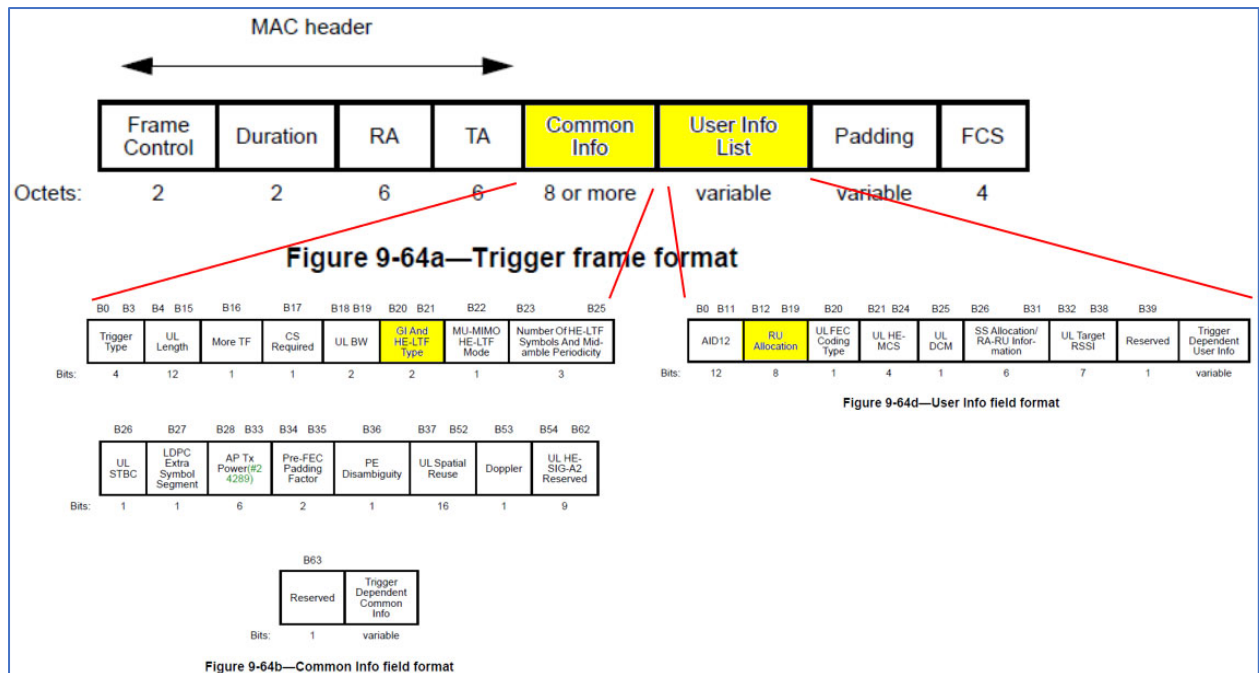 MAC header
Frame Control Duration RA TA Common Info User Info List Padding FCS
Octets: 2 2 6 6 8 or more variable variable 4
Figure 9-64a—Trigger frame format
B0 B3 B4 B15 B16 B17 B18 B19 B20 B21 B22 B23 B25
Trigger Type UL Length More TF CS Required UL BW GI And HE-LTF Type MU-MIMO HE-LTF Mode Number Of HE-LTF Symbols And Mid-amble Periodicity
Bits: 4 12 1 1 2 2 1 3
B0 B11 B12 B19 B20 B21 B24 B25 B26 B31 B32 B38 B39
AID12 RU Allocation UL FEC Coding Type UL HE-MCS UL DCM SS Allocation/RA-RU Infor-mation UL Target RSSI Reserved Trigger Dependent User Info
Bits: 12 8 1 4 1 6 7 1 variable
Figure 9-64d—User Info field format
B26 B27 B28 B33 B34 B35 B36 B37 B52 B53 B54 B62
UL STBC LDPC Extra Symbol Segment AP Tx Power(#24289) Pre-FEC Padding Factor PE Disambiguity UL Spatial Reuse Doppler UL HE-SIG-A2 Reserved
Bits: 1 1 6 2 1 16 1 9
B63
Reserved Trigger Dependent Common Info
Bits: 1 variable
Figure 9-64b—Common Info field format